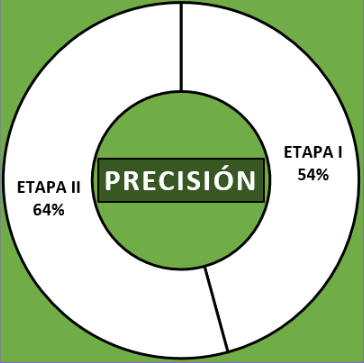 ETAPA I
54%
PRECISIÓN
ETAPA II
64%